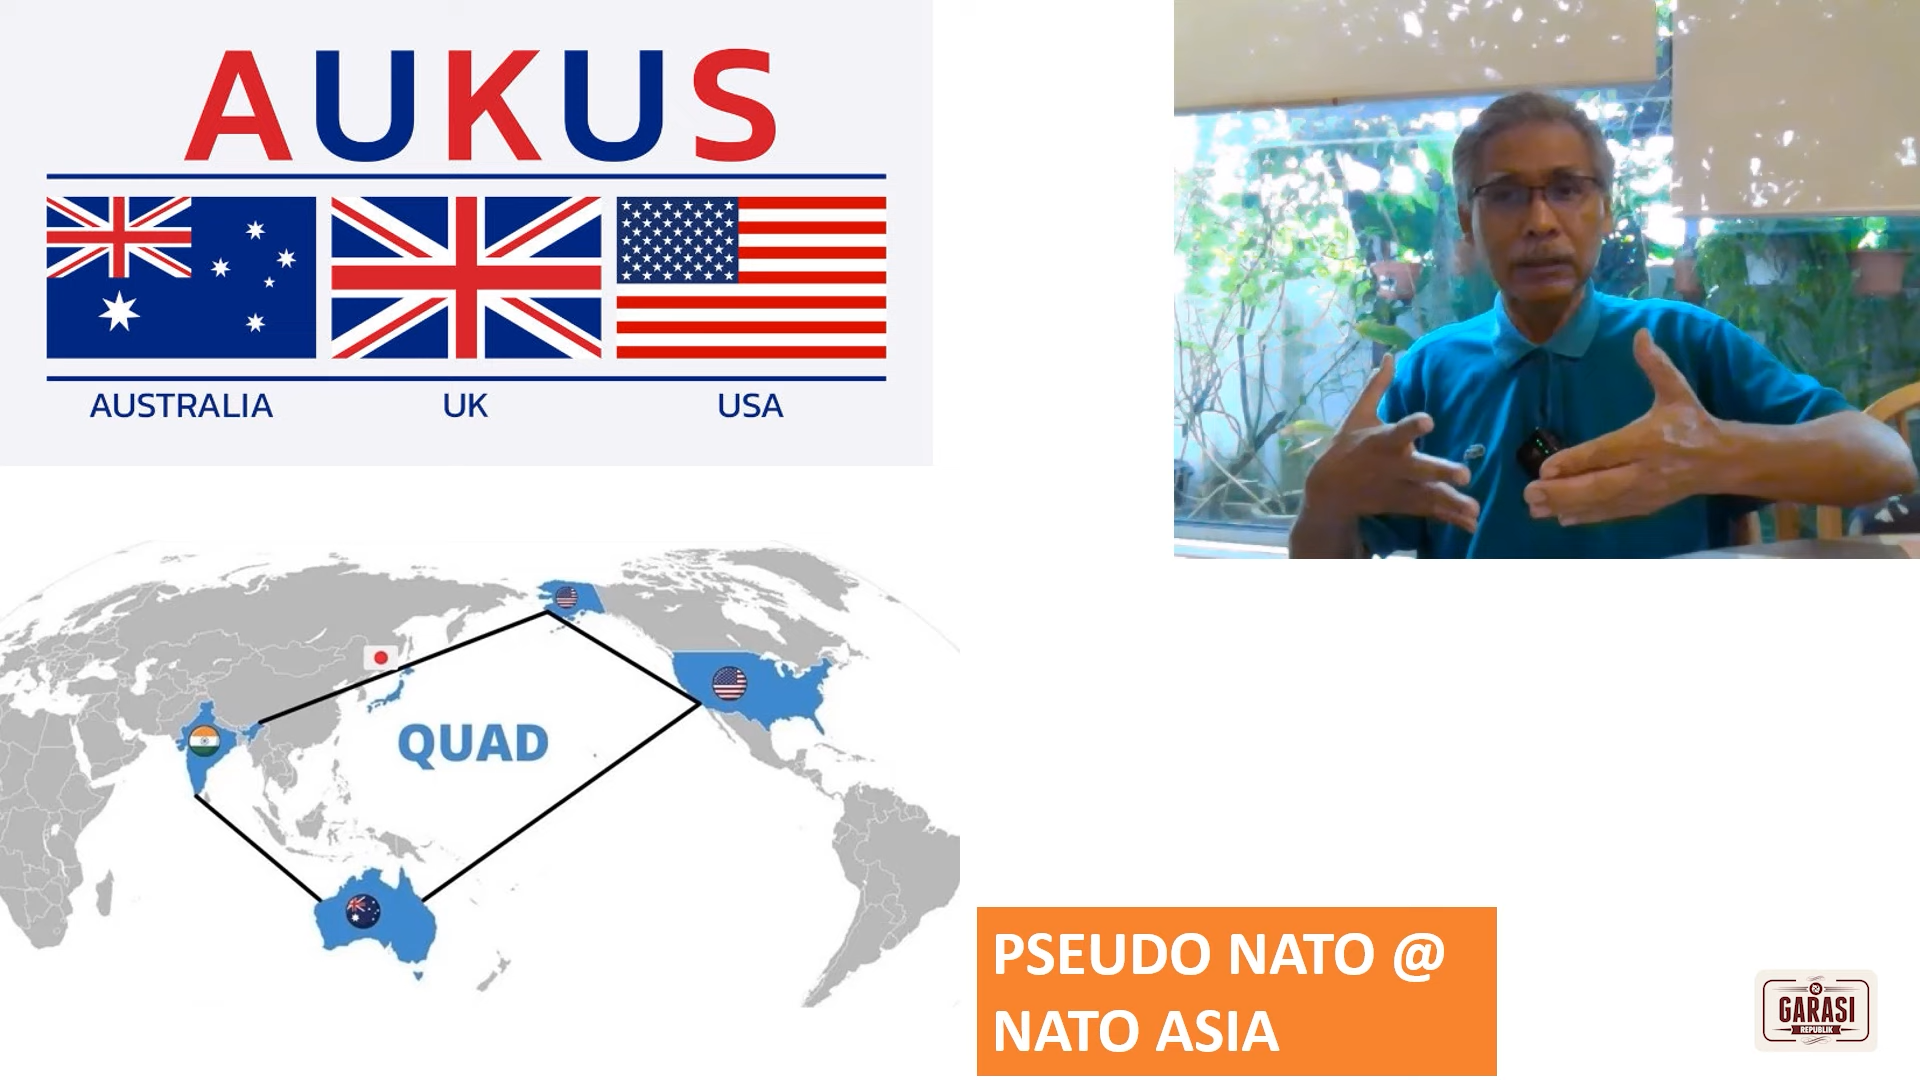 AUKUS
AUSTRALIA
UK
USA
QUAD
PSEUDO NATO @
NATO ASIA
GARASI
REPUBLIK